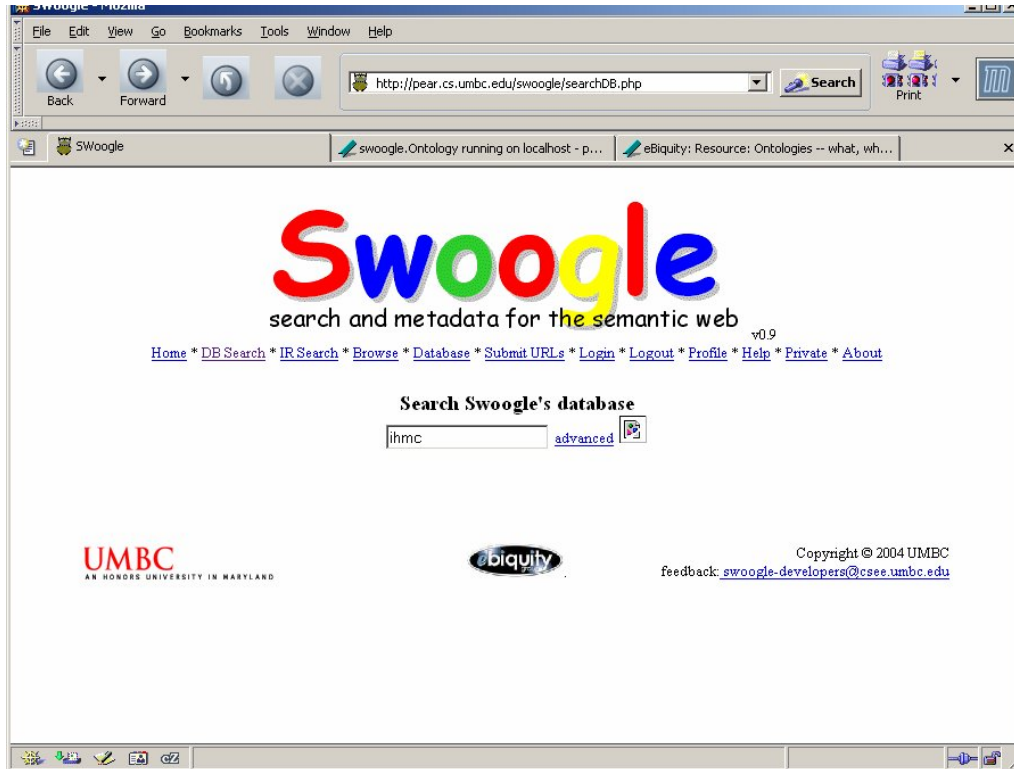 SWoogle - Mozilla
File Edit View Go Bookmarks Tools Window Help
Back Forward http://pear.cs.umbc.edu/swoogle/searchDB.php Search Print
SWoogle swoogle.Ontology running on localhost - p... eBiquity: Resource: Ontologies -- what, wh...
Swoogle
search and metadata for the semantic web
v0.9
Home * DB Search * IR Search * Browse * Database * Submit URLs * Login * Logout * Profile * Help * Private * About
Search Swoogle's database
ihmc advanced
UMBC
AN HONORS UNIVERSITY IN MARYLAND
ebiquity
Copyright © 2004 UMBC
feedback: swoogle-developers@csee.umbc.edu